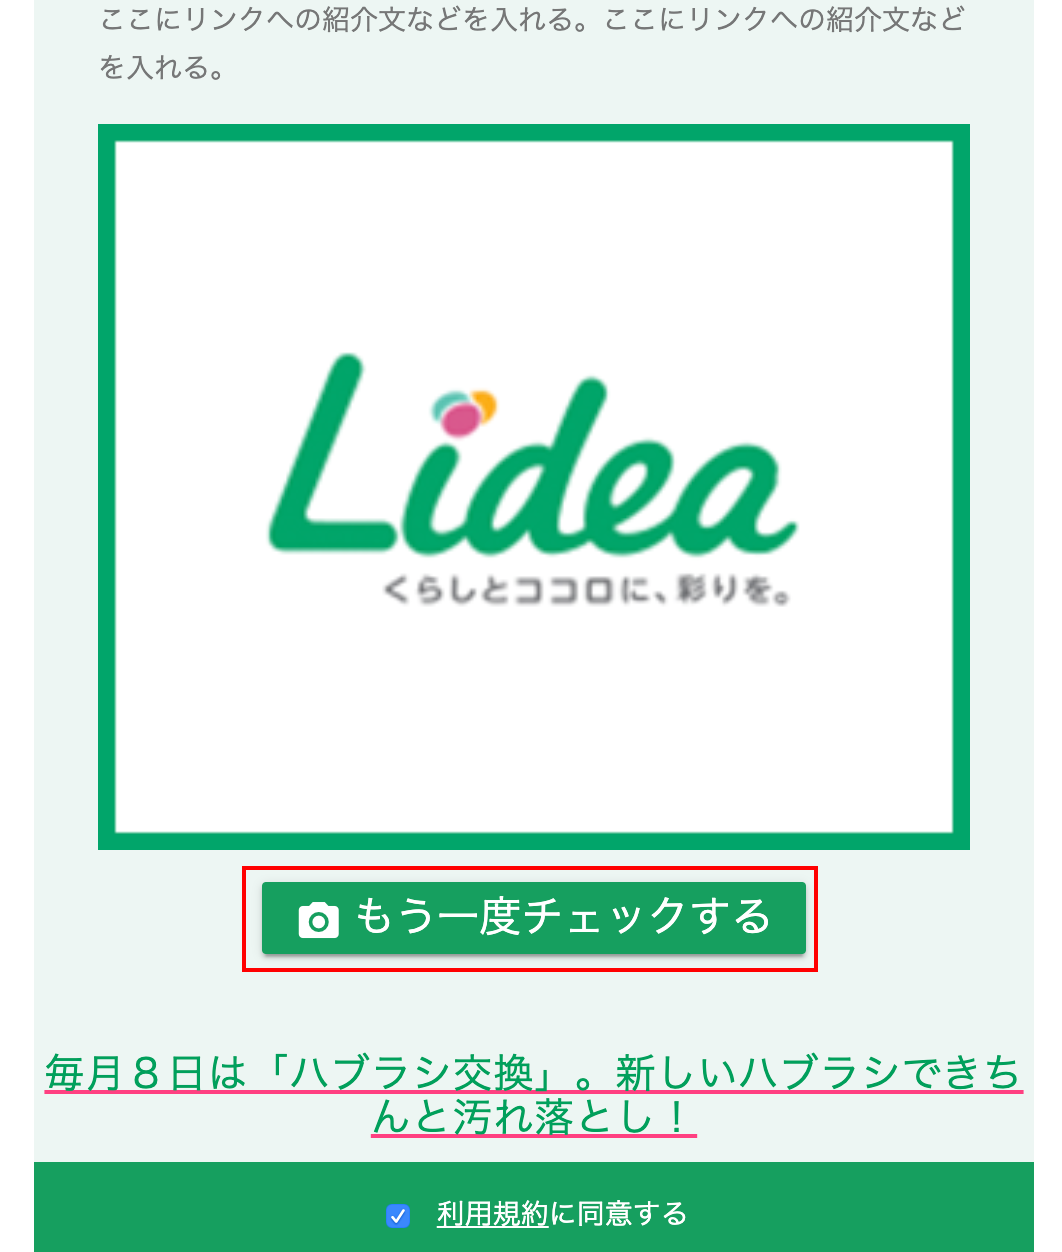 ここにリンクへの紹介文などを入れる。ここにリンクへの紹介文など
を入れる。
Lidea
くらしとココロに、彩りを。
もう一度チェックする
毎月８日は「ハブラシ交換」。新しいハブラシできち
んと汚れ落とし！
利用規約に同意する